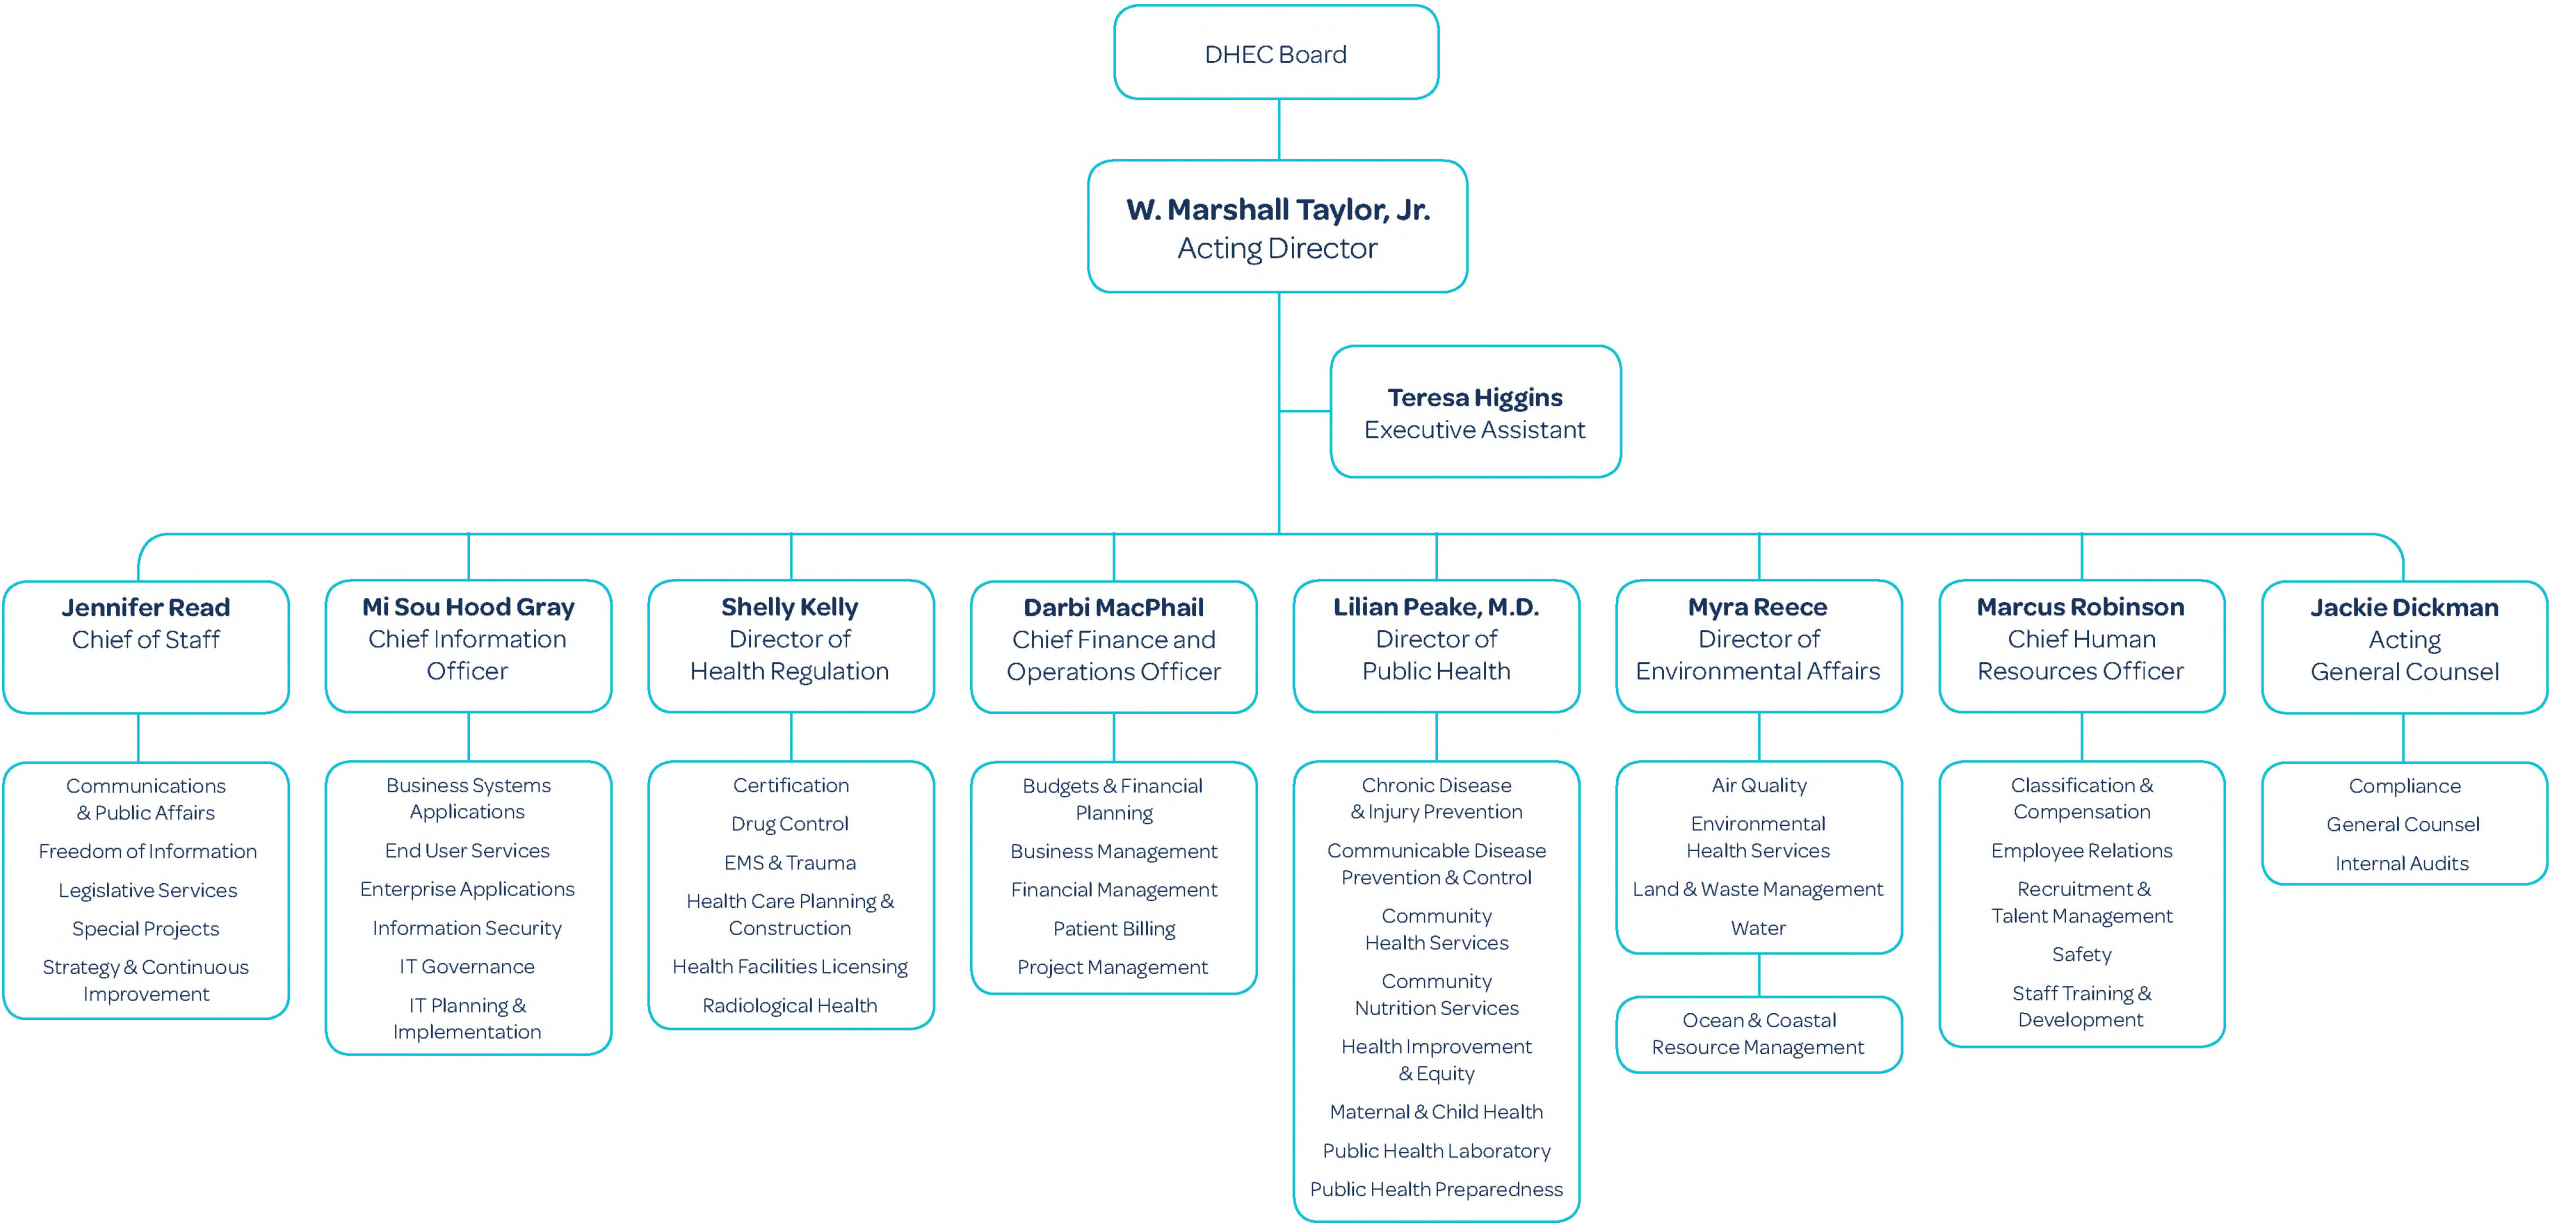 DHEC Board
W. Marshall Taylor, Jr.
Acting Director
Teresa Higgins
Executive Assistant
Jennifer Read
Chief of Staff
Communications
& Public Affairs
Freedom of Information
Legislative Services
Special Projects
Strategy & Continuous
Improvement
Mi Sou Hood Gray
Chief Information
Officer
Business Systems
Applications
End User Services
Enterprise Applications
Information Security
IT Governance
IT Planning &
Implementation
Shelly Kelly
Director of
Health Regulation
Certification
Drug Control
EMS & Trauma
Health Care Planning &
Construction
Health Facilities Licensing
Radiological Health
Darbi MacPhail
Chief Finance and
Operations Officer
Budgets & Financial
Planning
Business Management
Financial Management
Patient Billing
Project Management
Lilian Peake, M.D.
Director of
Public Health
Chronic Disease
& Injury Prevention
Communicable Disease
Prevention & Control
Community
Health Services
Community
Nutrition Services
Health Improvement
& Equity
Maternal & Child Health
Public Health Laboratory
Public Health Preparedness
Myra Reece
Director of
Environmental Affairs
Air Quality
Environmental
Health Services
Land & Waste Management
Water
Ocean & Coastal
Resource Management
Marcus Robinson
Chief Human
Resources Officer
Classification &
Compensation
Employee Relations
Recruitment &
Talent Management
Safety
Staff Training &
Development
Jackie Dickman
Acting
General Counsel
Compliance
General Counsel
Internal Audits